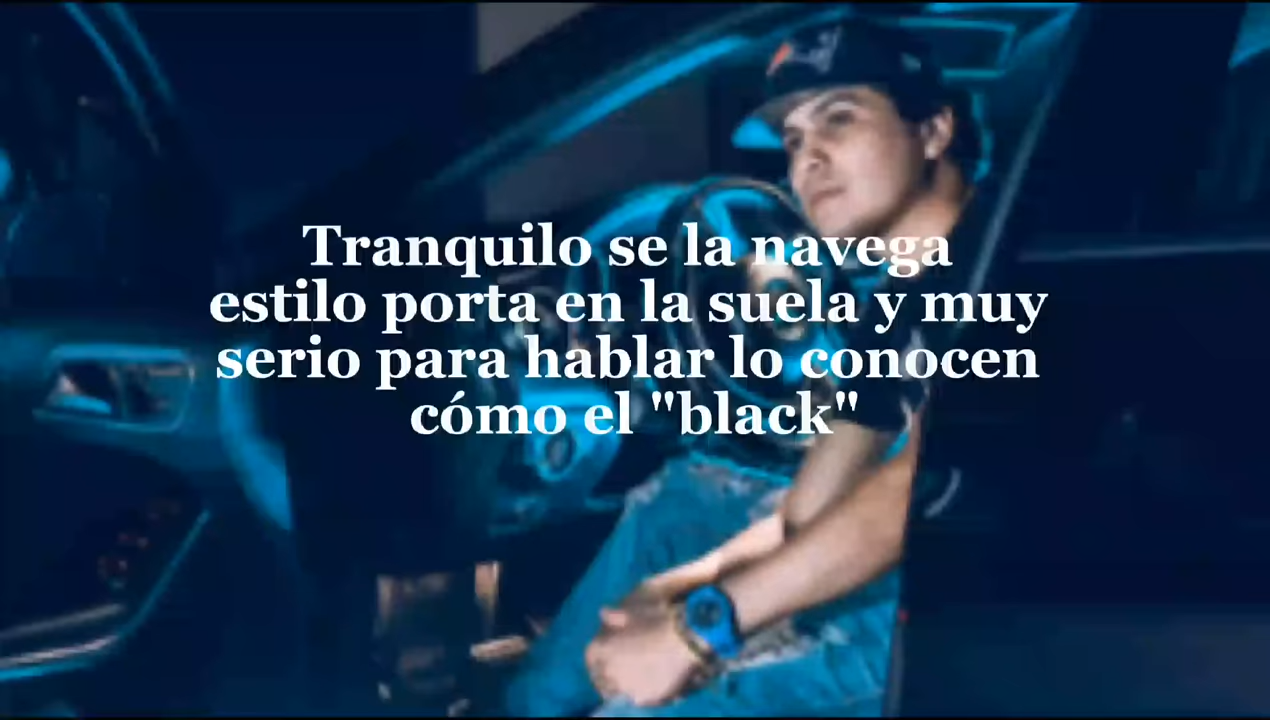 Tranquilo se la navega
estilo porta en la suela y muy
serio para hablar lo conocen
cómo el "black"